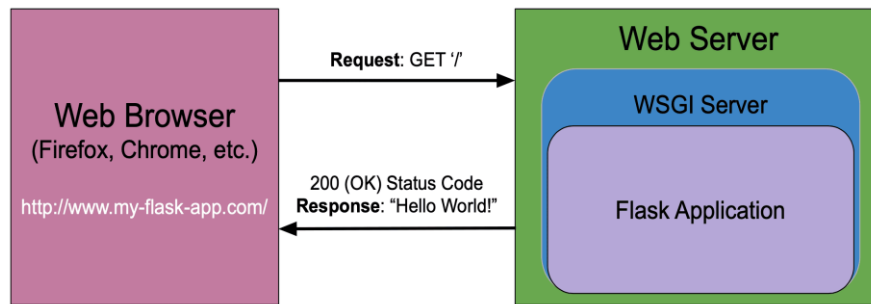 Web Browser
(Firefox, Chrome, etc.)
http://www.my-flask-app.com/
Request: GET ‘/’
200 (OK) Status Code
Response: “Hello World!”
Web Server
WSGI Server
Flask Application